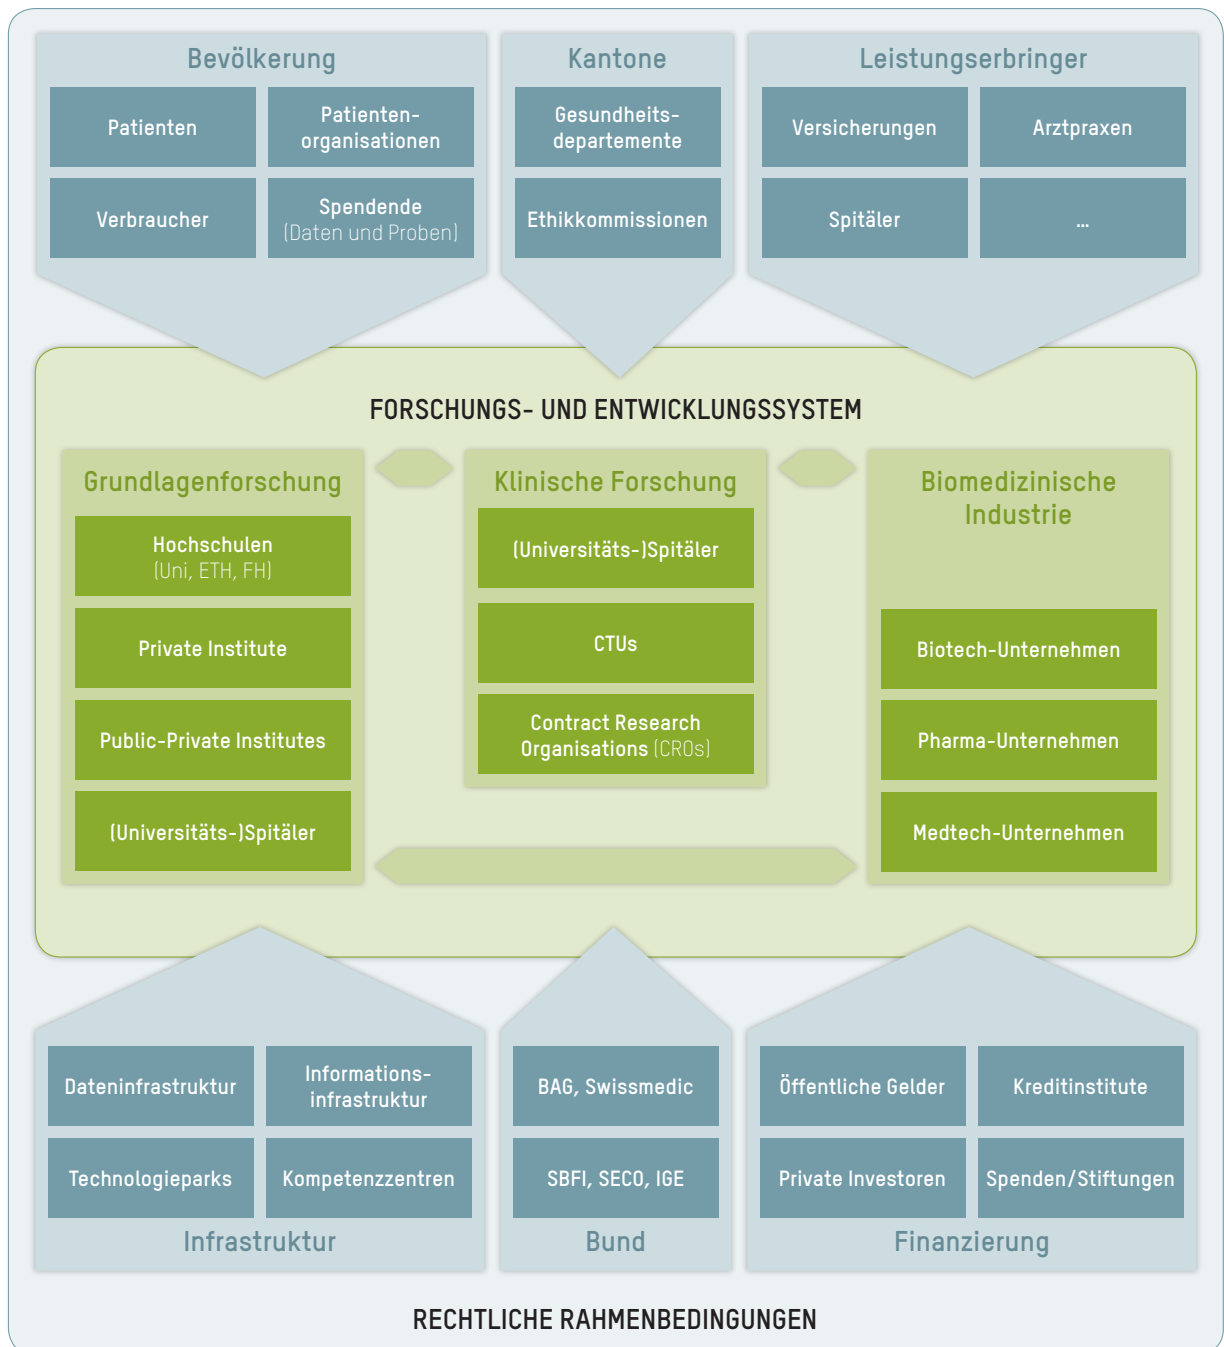 Bevölkerung
Patienten
Patienten-
organisationen
Verbraucher
Spendende
(Daten und Proben)
Kantone
Gesundheits-
departemente
Ethikkommissionen
Leistungserbringer
Versicherungen
Arztpraxen
Spitäler
...
FORSCHUNGS- UND ENTWICKLUNGSSYSTEM
Grundlagenforschung
Hochschulen
(Uni, ETH, FH)
Private Institute
Public-Private Institutes
(Universitäts-)Spitäler
Klinische Forschung
(Universitäts-)Spitäler
CTUs
Contract Research
Organisations (CROs)
Biomedizinische
Industrie
Biotech-Unternehmen
Pharma-Unternehmen
Medtech-Unternehmen
Dateninfrastruktur
Informations-
infrastruktur
Technologieparks
Kompetenzzentren
Infrastruktur
BAG, Swissmedic
SBFI, SECO, IGE
Bund
Öffentliche Gelder
Kreditinstitute
Private Investoren
Spenden/Stiftungen
Finanzierung
RECHTLICHE RAHMENBEDINGUNGEN